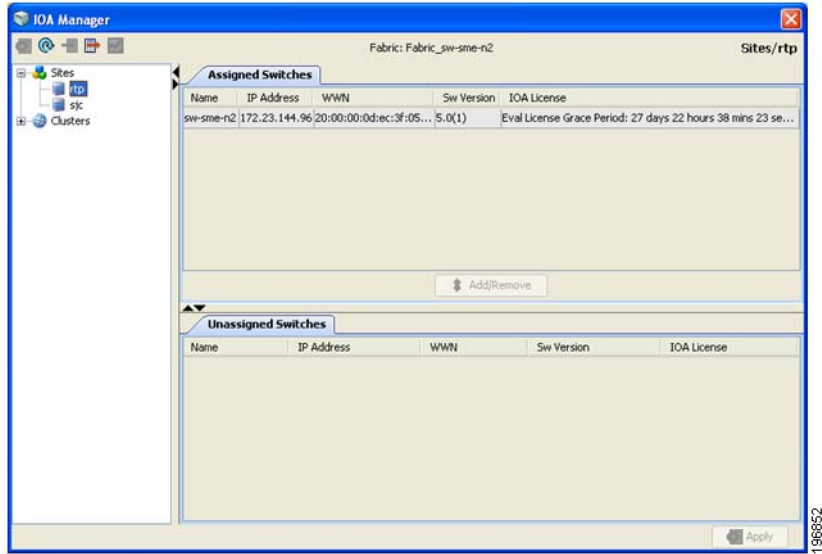 IOA Manager
Fabric: Fabric_sw-sme-n2
Sites/rtp
Sites
rtp
sjc
Clusters
Assigned Switches
Name IP Address WWN Sw Version IOA License
sw-sme-n2 172.23.144.96 20:00:00:0d:ec:3f:05... 5.0(1) Eval License Grace Period: 27 days 22 hours 38 mins 23 se...
Add/Remove
Unassigned Switches
Name IP Address WWN Sw Version IOA License
Apply
196852